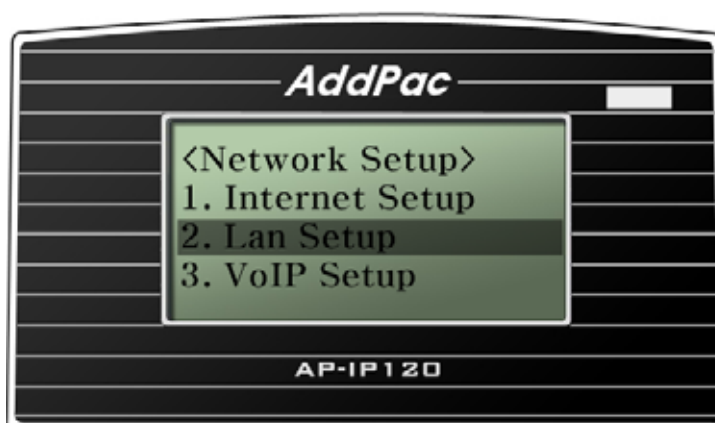 AddPac
<Network Setup>
1. Internet Setup
2. Lan Setup
3. VoIP Setup
AP-IP120